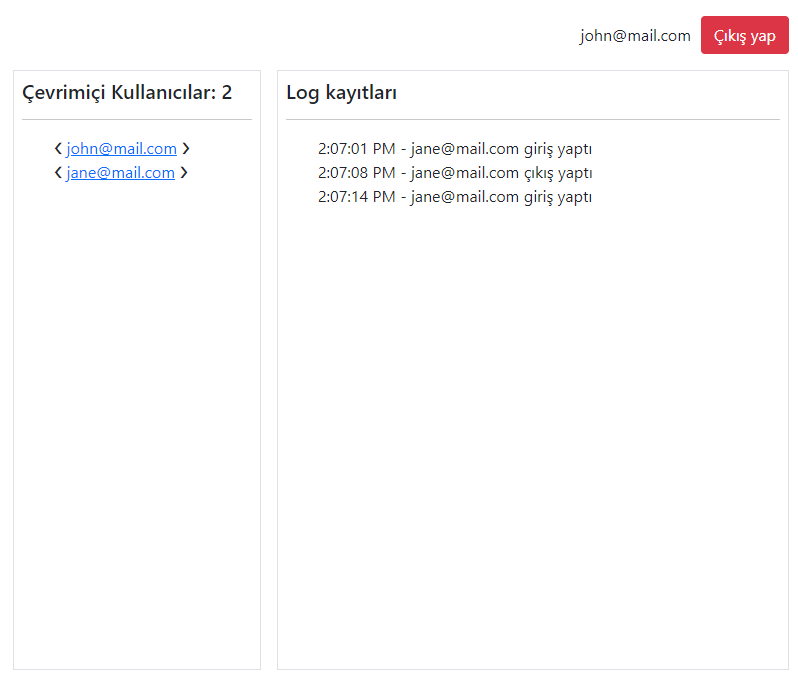 john@mail.com Çıkış yap
Çevrimiçi Kullanıcılar: 2
‹ john@mail.com ›
‹ jane@mail.com ›
Log kayıtları
2:07:01 PM - jane@mail.com giriş yaptı
2:07:08 PM - jane@mail.com çıkış yaptı
2:07:14 PM - jane@mail.com giriş yaptı